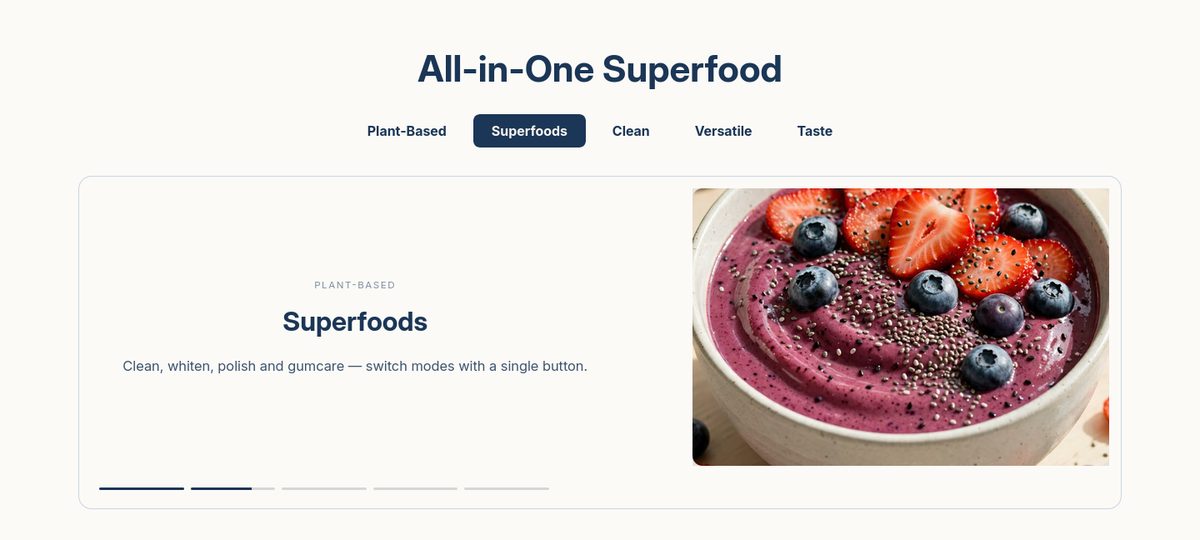 All-in-One Superfood
Plant-Based Superfoods Clean Versatile Taste
PLANT-BASED
Superfoods
Clean, whiten, polish and gumcare — switch modes with a single button.